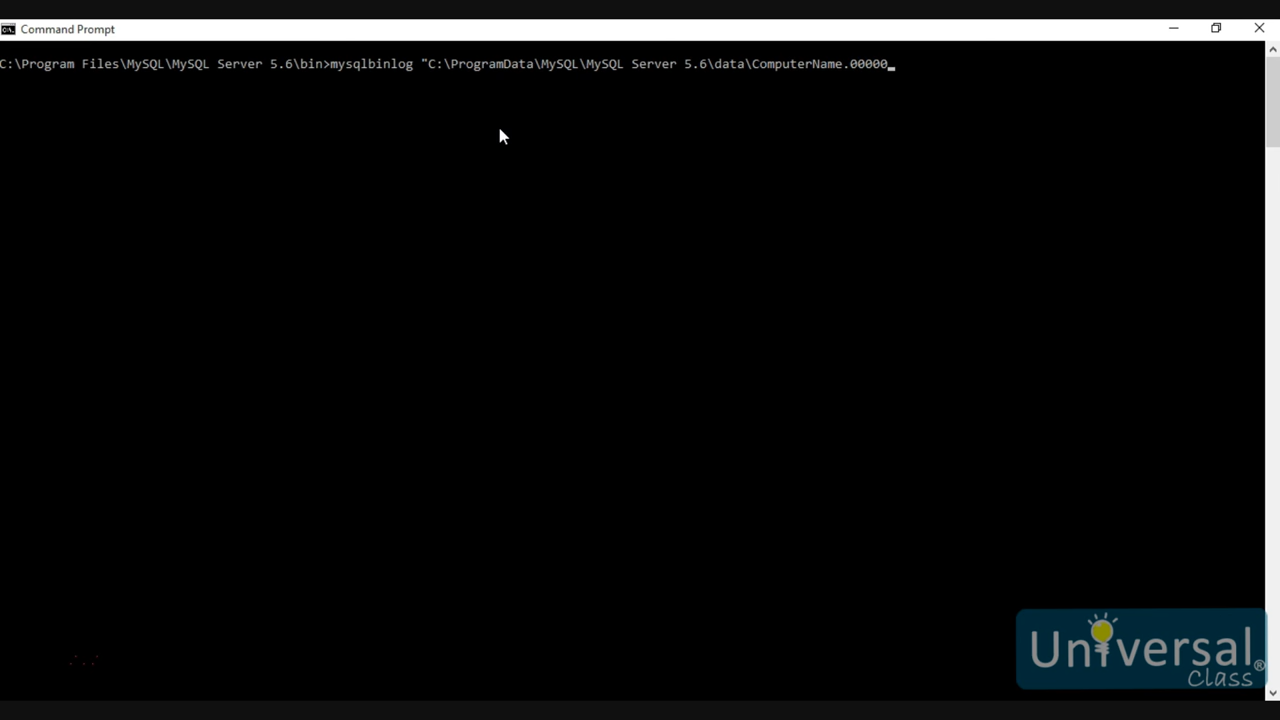 Command Prompt
C:\Program Files\MySQL\MySQL Server 5.6\bin>mysqlbinlog "C:\ProgramData\MySQL\MySQL Server 5.6\data\ComputerName.00000_
Universal®
Class